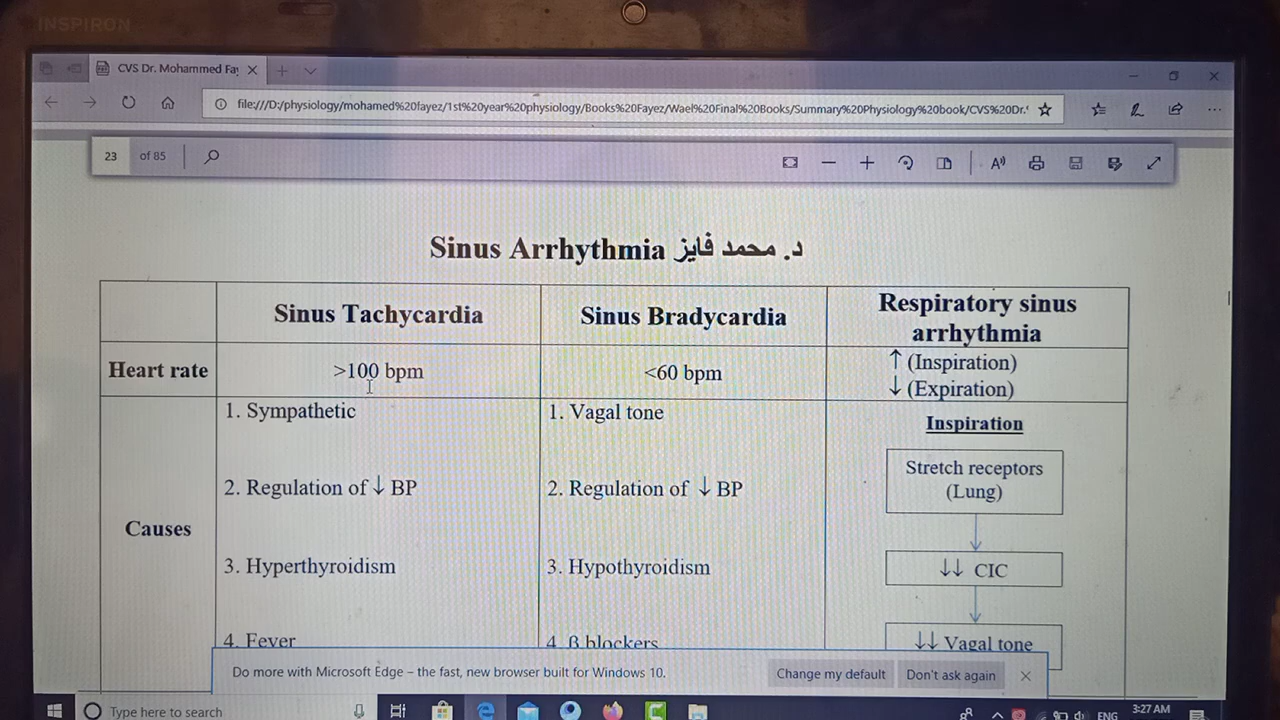 INSPIRON
CVS Dr. Mohammed Fa
file:///D:/physiology/mohamed%20fayez/1st%20year%20physiology/Books%20Fayez/Wael%20Final%20Books/Summary%20Physiology%20book/CVS%20Dr.
23 of 85
Sinus Arrhythmia د. محمد فايز
Sinus Tachycardia
Sinus Bradycardia
Respiratory sinus
arrhythmia
Heart rate
>100 bpm
<60 bpm
↑ (Inspiration)
↓ (Expiration)
Causes
1. Sympathetic
2. Regulation of ↓ BP
3. Hyperthyroidism
4. Fever
1. Vagal tone
2. Regulation of ↓ BP
3. Hypothyroidism
4. β blockers
Inspiration
Stretch receptors
(Lung)
↓↓ CIC
↓↓ Vagal tone
Do more with Microsoft Edge – the fast, new browser built for Windows 10.
Change my default
Don't ask again
Type here to search
ENG
3:27 AM